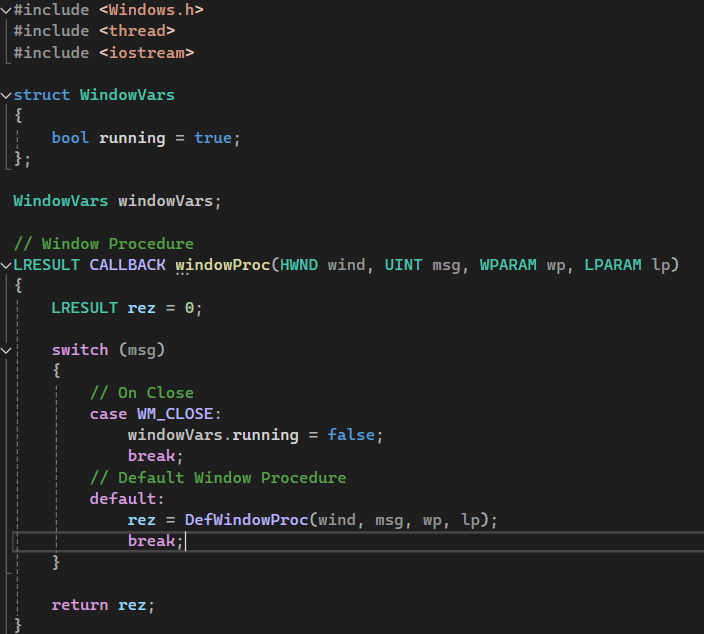 #include <Windows.h>
#include <thread>
#include <iostream>
struct WindowVars
{
    bool running = true;
};
WindowVars windowVars;
// Window Procedure
LRESULT CALLBACK windowProc(HWND wind, UINT msg, WPARAM wp, LPARAM lp)
{
    LRESULT rez = 0;
    switch (msg)
    {
        // On Close
        case WM_CLOSE:
            windowVars.running = false;
            break;
        // Default Window Procedure
        default:
            rez = DefWindowProc(wind, msg, wp, lp);
            break;
    }
    return rez;
}